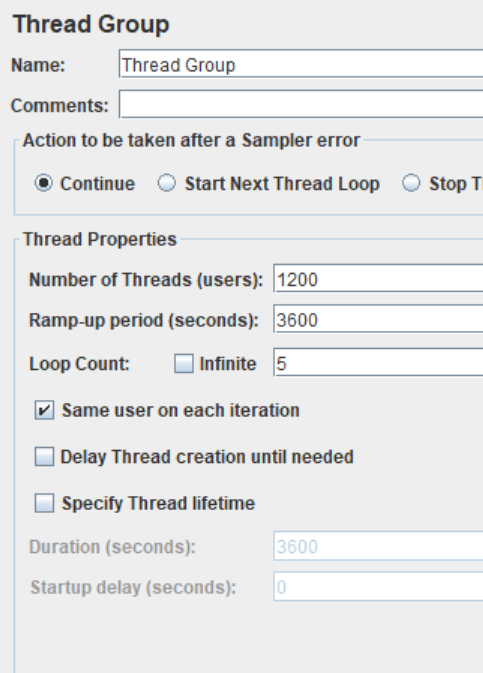 Thread Group
Name: Thread Group
Comments:
Action to be taken after a Sampler error
Continue Start Next Thread Loop Stop
Thread Properties
Number of Threads (users): 1200
Ramp-up period (seconds): 3600
Loop Count: Infinite 5
Same user on each iteration
Delay Thread creation until needed
Specify Thread lifetime
Duration (seconds): 3600
Startup delay (seconds): 0